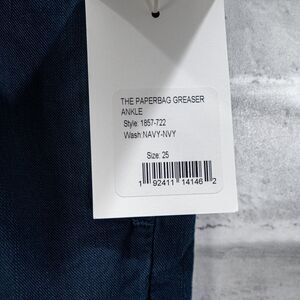 THE PAPERBAG GREASER
ANKLE
Style: 1857-722
Wash:NAVY-NVY
Size: 25
1 92411 14146 2